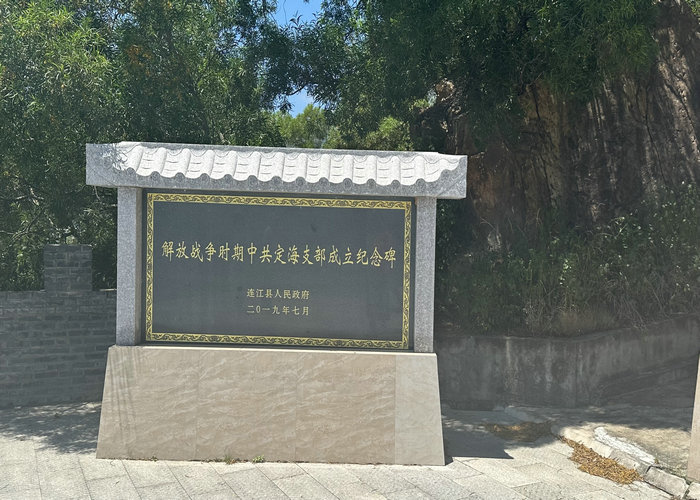 解放战争时期中共定海支部成立纪念碑
连江县人民政府
二〇一九年七月